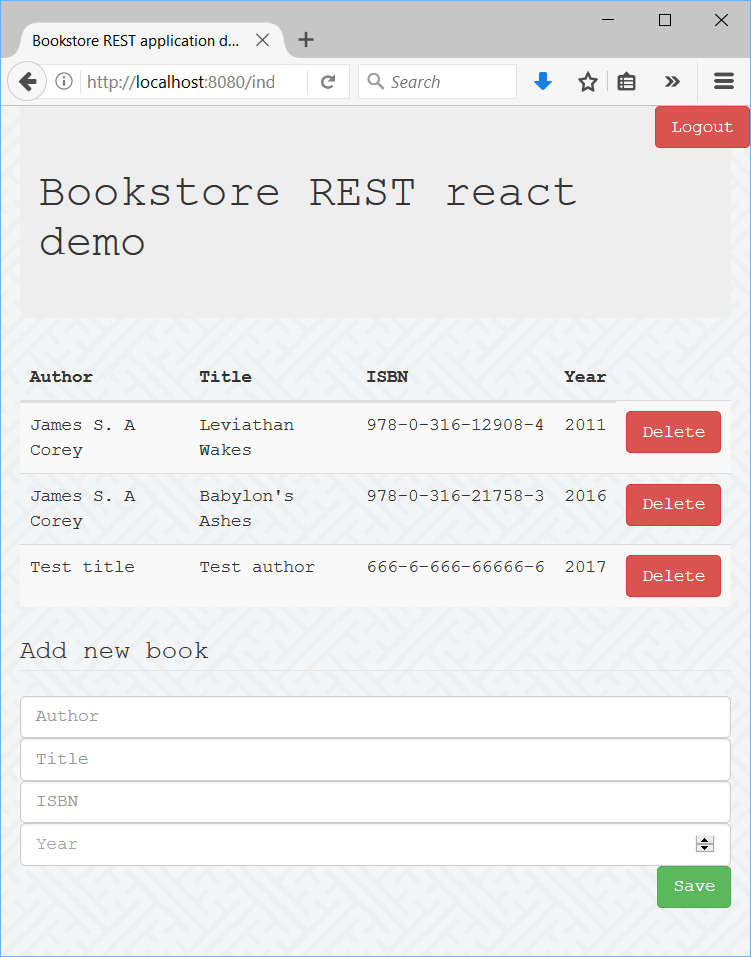 Bookstore REST application d...
http://localhost:8080/ind
Search
Logout
Bookstore REST react
demo
Author Title ISBN Year
James S. A Leviathan 978-0-316-12908-4 2011 Delete
Corey Wakes
James S. A Babylon's 978-0-316-21758-3 2016 Delete
Corey Ashes
Test title Test author 666-6-666-66666-6 2017 Delete
Add new book
Author
Title
ISBN
Year
Save